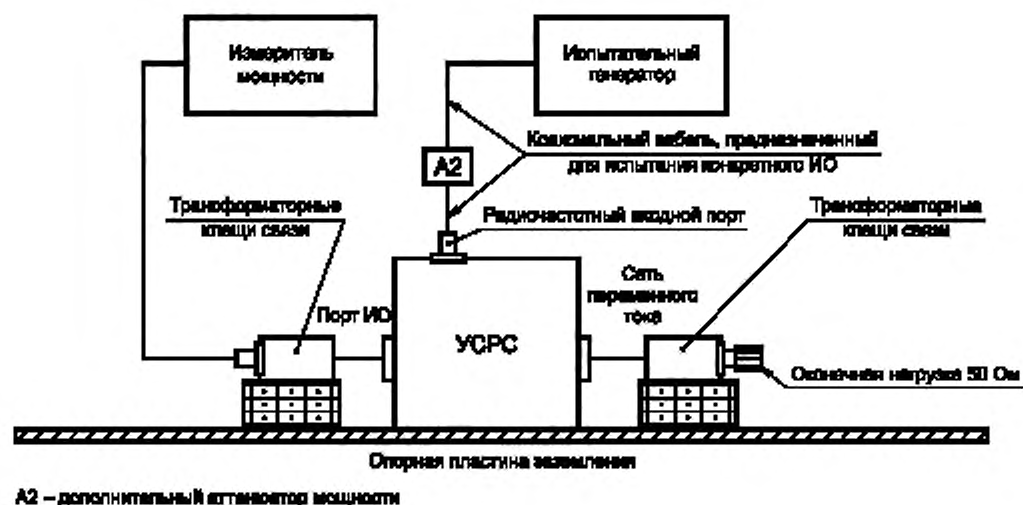 Измеритель
мощности
Испытательный
генератор
Коаксиальный кабель, предназначенный
для испытания конкретного ИО
А2
Трансформаторные
клещи связи
Радиочастотный входной порт
Трансформаторные
клещи связи
Сеть
переменного
тока
Порт ИО
УСРС
Оконечная нагрузка 50 Ом
Опорная пластина заземления
А2 – дополнительный аттенюатор мощности